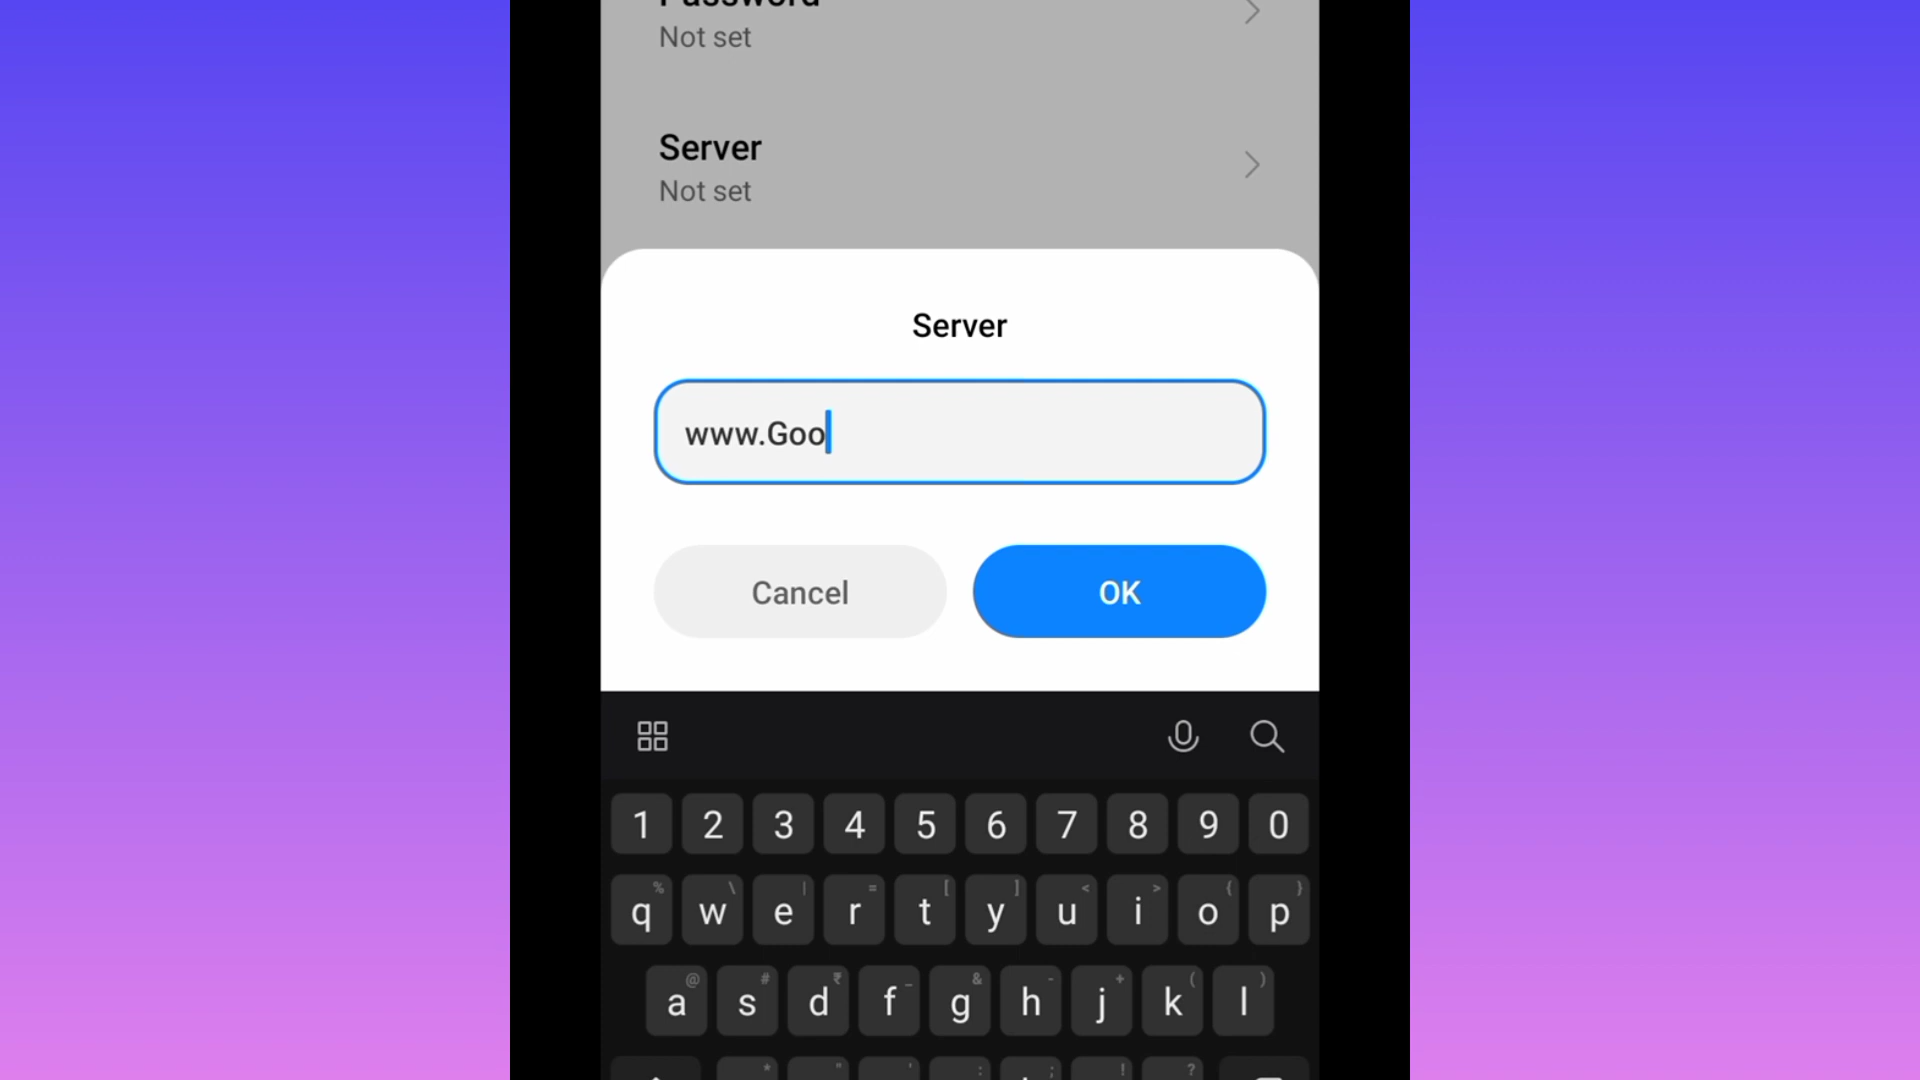 Password
Not set
Server
Not set
Server
www.Goo
Cancel
OK
1 2 3 4 5 6 7 8 9 0
% \ | = [ ] < > { }
q w e r t y u i o p
@ # ₹ _ & - + ( )
a s d f g h j k l
* " ' : ; ! ?